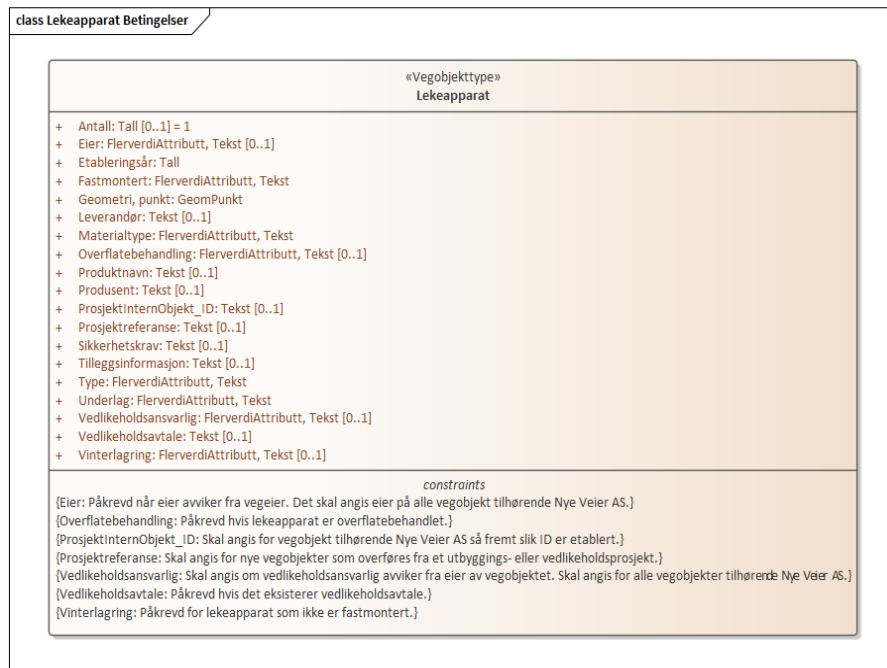 class Lekeapparat Betingelser
«Vegobjekttype»
Lekeapparat
+ Antall: Tall [0..1] = 1
+ Eier: FlerverdiAttributt, Tekst [0..1]
+ Etableringsår: Tall
+ Fastmontert: FlerverdiAttributt, Tekst
+ Geometri, punkt: GeomPunkt
+ Leverandør: Tekst [0..1]
+ Materialtype: FlerverdiAttributt, Tekst
+ Overflatebehandling: FlerverdiAttributt, Tekst [0..1]
+ Produktnavn: Tekst [0..1]
+ Produsent: Tekst [0..1]
+ ProsjektInternObjekt_ID: Tekst [0..1]
+ Prosjektreferanse: Tekst [0..1]
+ Sikkerhetskrav: Tekst [0..1]
+ Tilleggsinformasjon: Tekst [0..1]
+ Type: FlerverdiAttributt, Tekst
+ Underlag: FlerverdiAttributt, Tekst
+ Vedlikeholdsansvarlig: FlerverdiAttributt, Tekst [0..1]
+ Vedlikeholdsavtale: Tekst [0..1]
+ Vinterlagring: FlerverdiAttributt, Tekst [0..1]
constraints
{Eier: Påkrevd når eier avviker fra vegeier. Det skal angis eier på alle vegobjekt tilhørende Nye Veier AS.}
{Overflatebehandling: Påkrevd hvis lekeapparat er overflatebehandlet.}
{ProsjektInternObjekt_ID: Skal angis for vegobjekt tilhørende Nye Veier AS så fremt slik ID er etablert.}
{Prosjektreferanse: Skal angis for nye vegobjekter som overføres fra et utbyggings- eller vedlikeholdsprosjekt.}
{Vedlikeholdsansvarlig: Skal angis om vedlikeholdsansvarlig avviker fra eier av vegobjektet. Skal angis for alle vegobjekter tilhørende Nye Veier AS.}
{Vedlikeholdsavtale: Påkrevd hvis det eksisterer vedlikeholdsavtale.}
{Vinterlagring: Påkrevd for lekeapparat som ikke er fastmontert.}